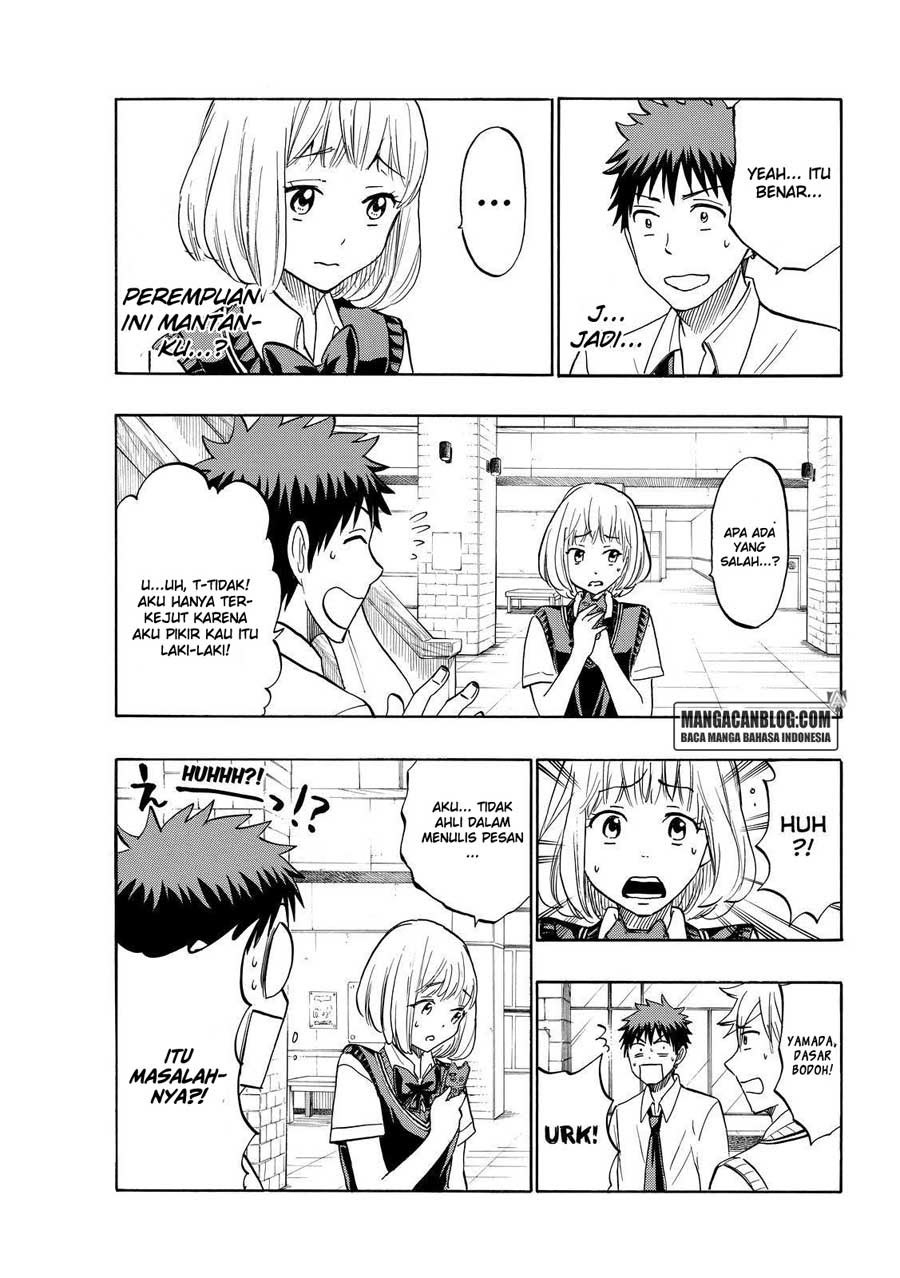 YEAH... ITU
BENAR...
J...
JADI...
...
PEREMPUAN
INI MANTAN-
KU...?
APA ADA
YANG
SALAH...?
U...UH, T-TIDAK!
AKU HANYA TER-
KEJUT KARENA
AKU PIKIR KAU ITU
LAKI-LAKI!
MANGACANBLOG.COM
BACA MANGA BAHASA INDONESIA
HUH
?!
YAMADA,
DASAR
BODOH!
URK!
AKU... TIDAK
AHLI DALAM
MENULIS PESAN
...
HUHHH?!
えーっ!?
ITU
MASALAH-
NYA?!